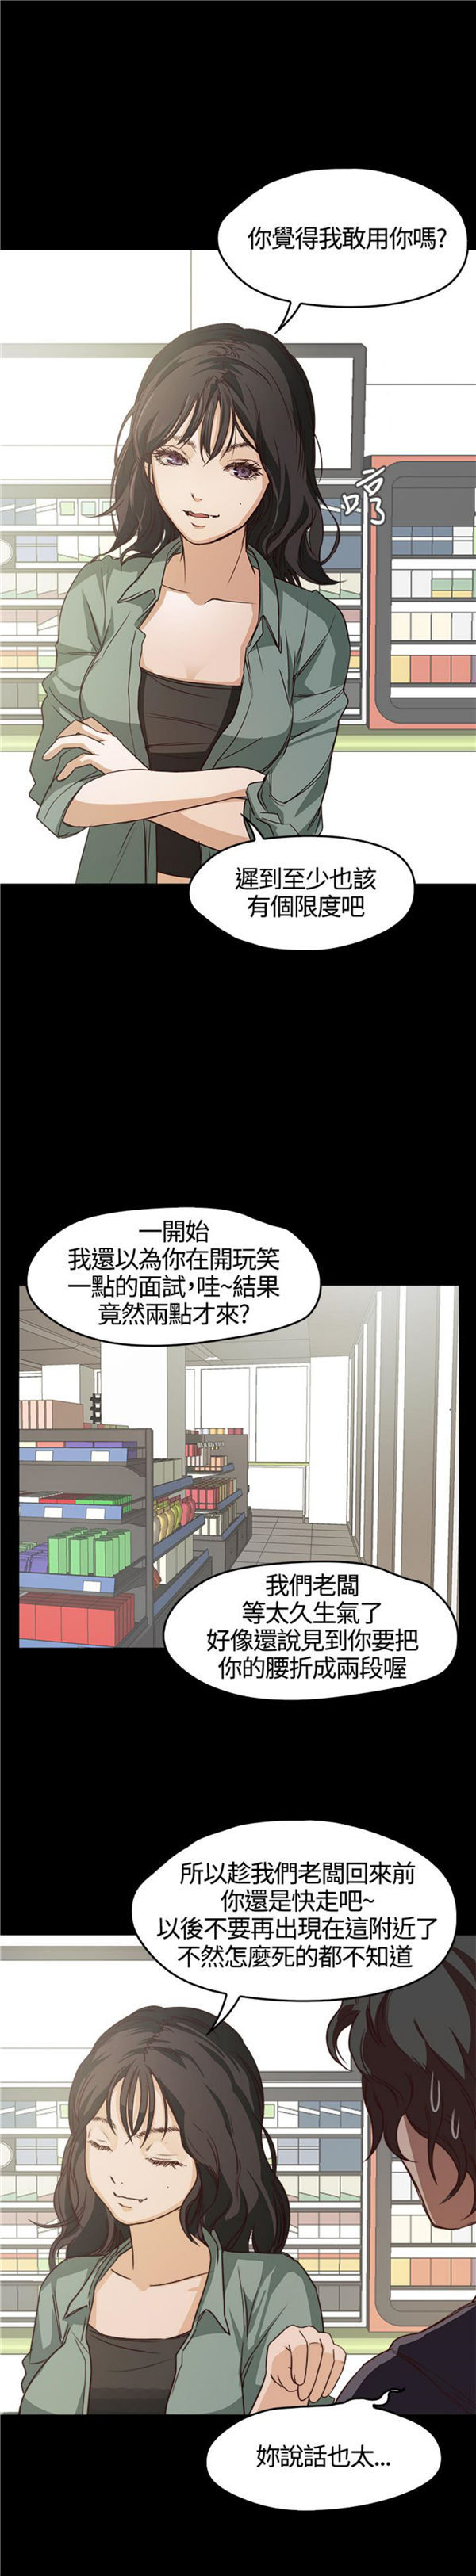 你覺得我敢用你嗎?
哼
遲到至少也該
有個限度吧
一開始
我還以為你在開玩笑
一點的面試,哇~結果
竟然兩點才來?
我們老闆
等太久生氣了
好像還說見到你要把
你的腰折成兩段喔
所以趁我們老闆回來前
你還是快走吧~
以後不要再出現在這附近了
不然怎麼死的都不知道
妳說話也太...